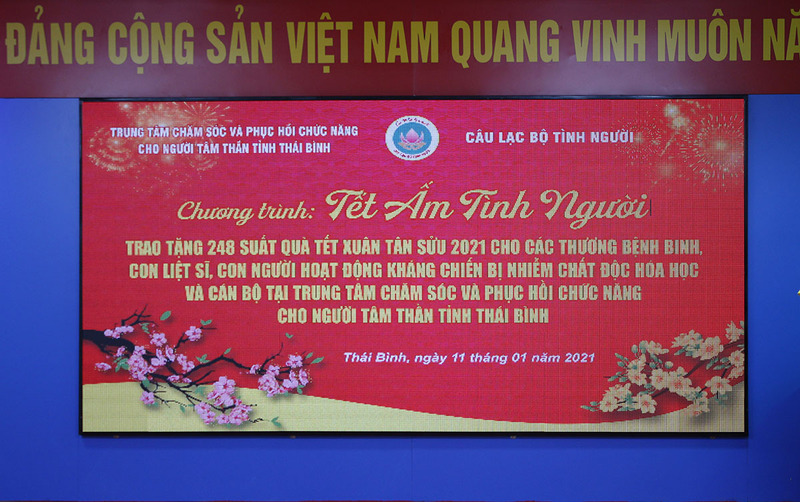 ĐẢNG CỘNG SẢN VIỆT NAM QUANG VINH MUÔN NĂ
TRUNG TÂM CHĂM SÓC VÀ PHỤC HỒI CHỨC NĂNG
CHO NGƯỜI TÂM THẦN TỈNH THÁI BÌNH
CÂU LẠC BỘ TÌNH NGƯỜI
Chương trình: Tết Ấm Tình Người
TRAO TẶNG 248 SUẤT QUÀ TẾT XUÂN TÂN SỬU 2021 CHO CÁC THƯƠNG BỆNH BINH,
CON LIỆT SĨ, CON NGƯỜI HOẠT ĐỘNG KHÁNG CHIẾN BỊ NHIỄM CHẤT ĐỘC HÓA HỌC
VÀ CÁN BỘ TẠI TRUNG TÂM CHĂM SÓC VÀ PHỤC HỒI CHỨC NĂNG
CHO NGƯỜI TÂM THẦN TỈNH THÁI BÌNH
Thái Bình, ngày 11 tháng 01 năm 2021